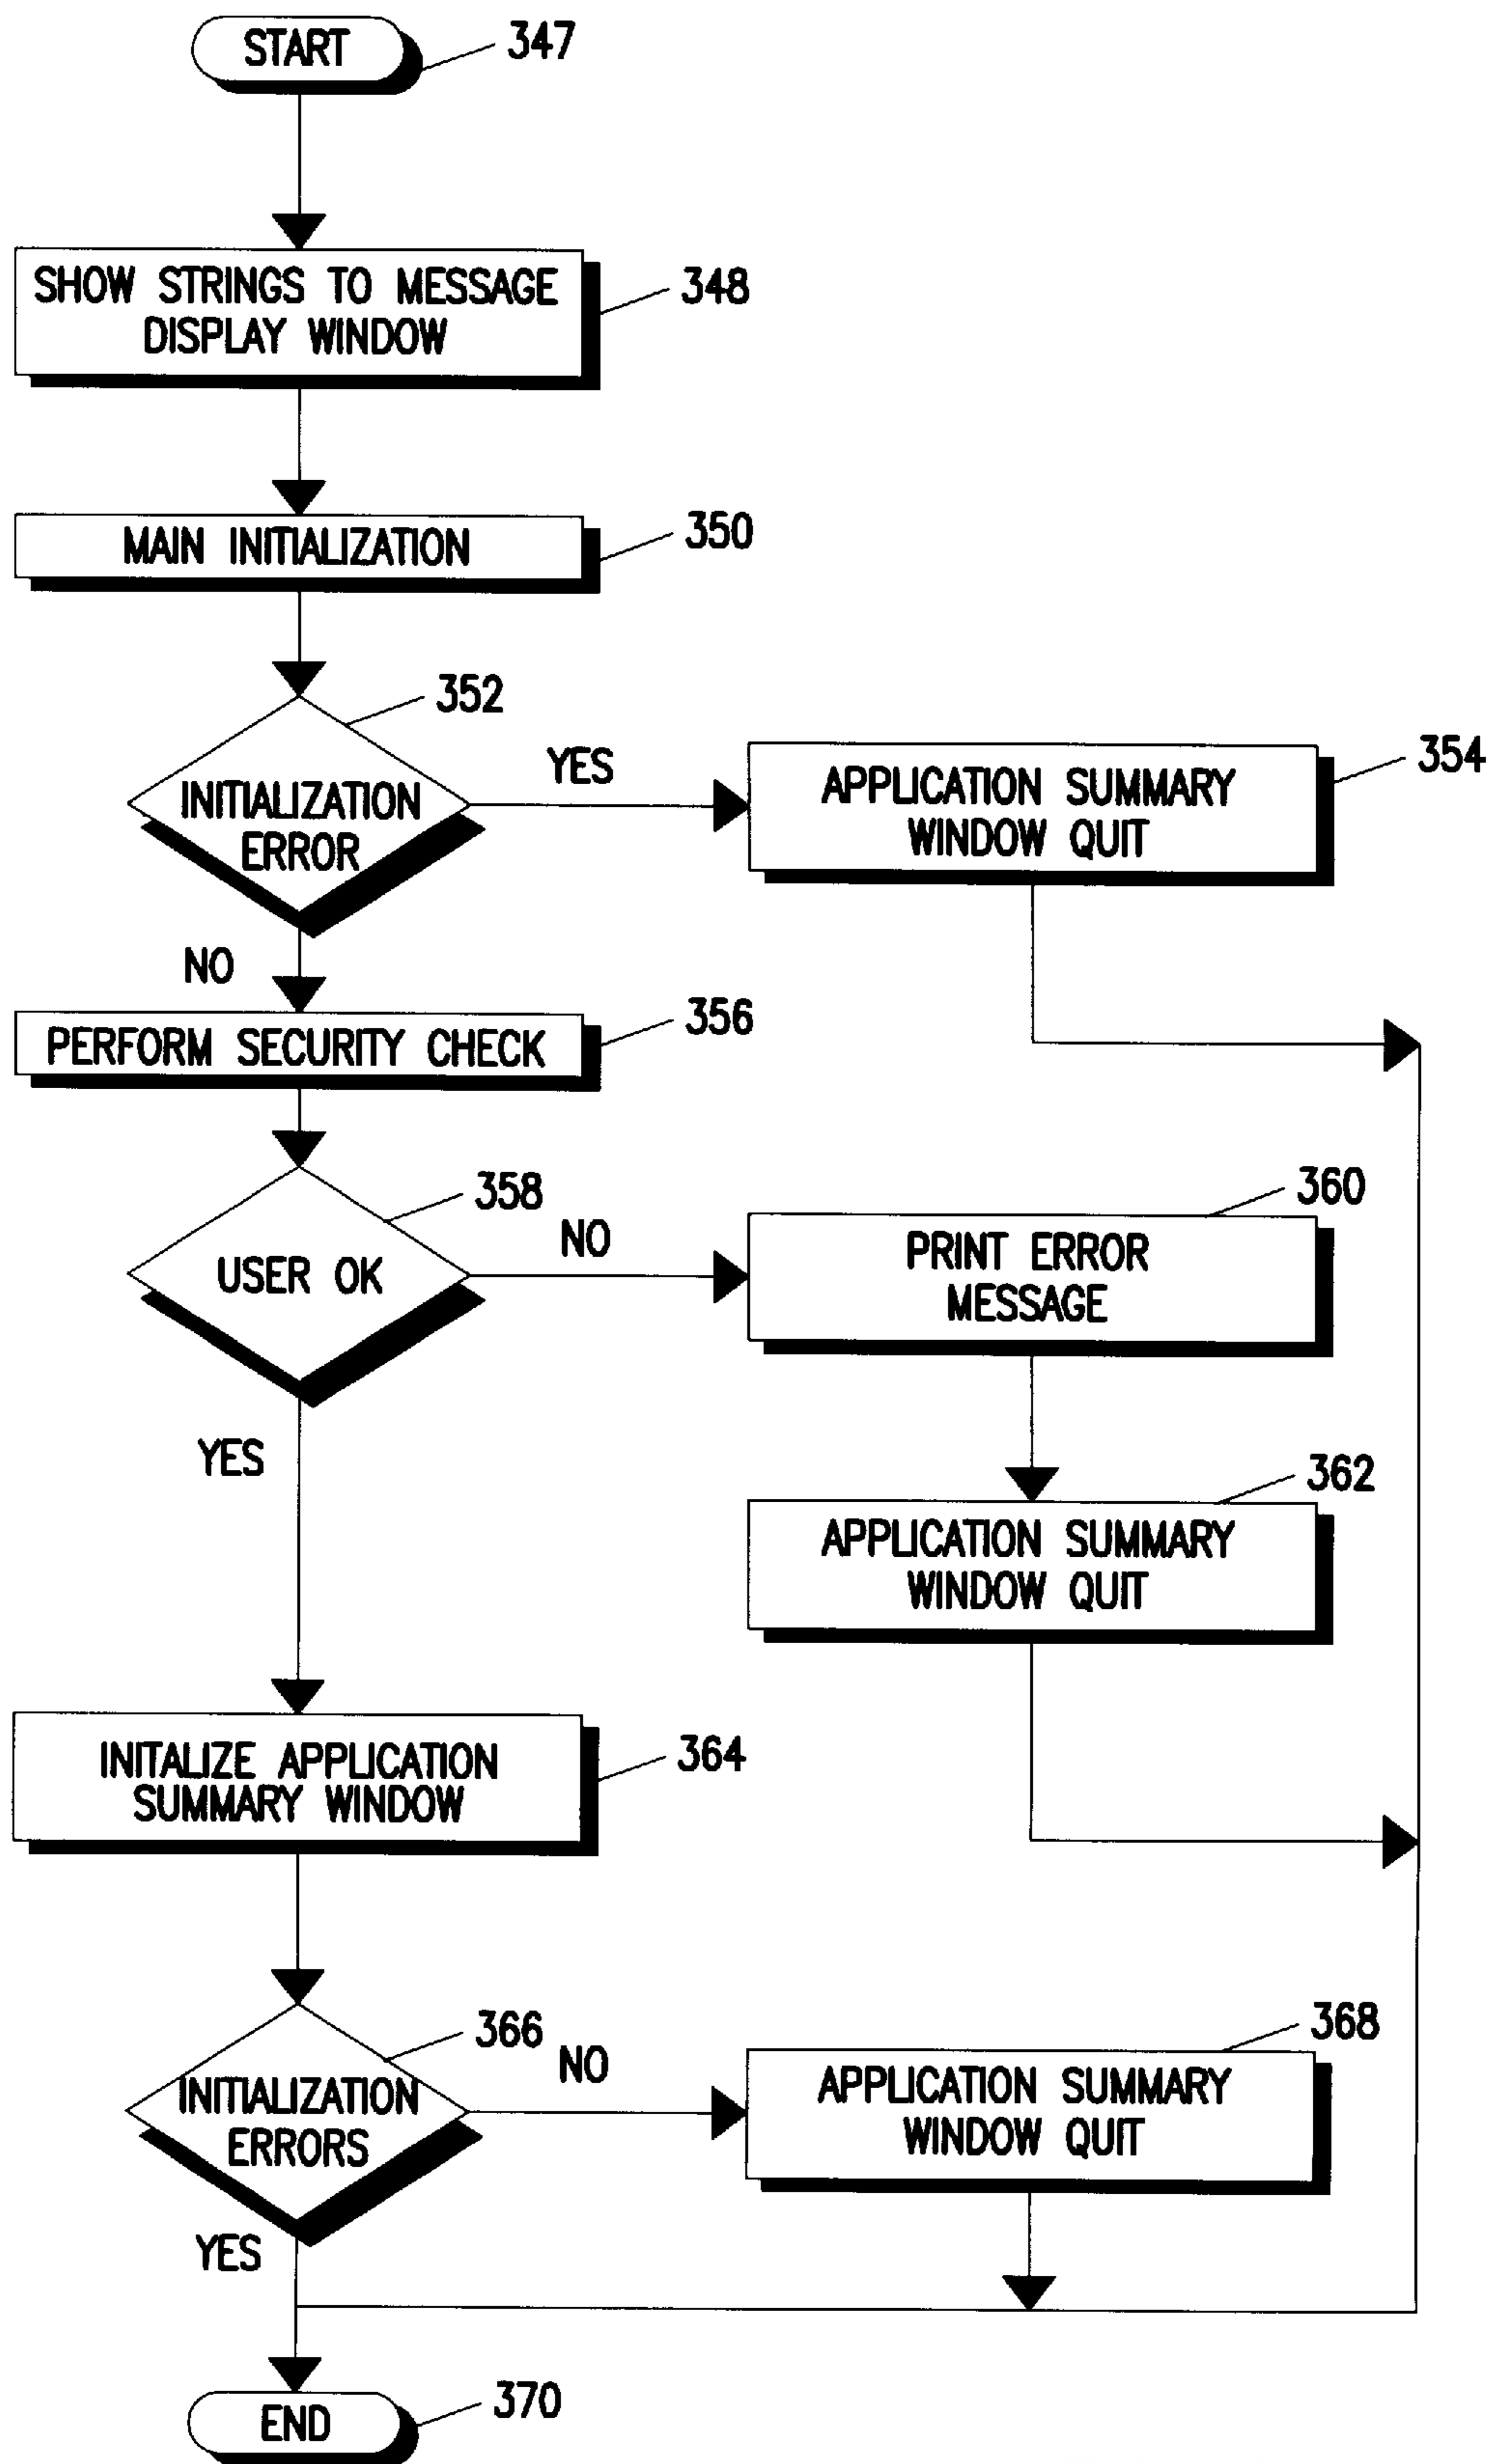 START
347
SHOW STRINGS TO MESSAGE
DISPLAY WINDOW
348
MAIN INITIALIZATION
350
352
INITIALIZATION
ERROR
YES
APPLICATION SUMMARY
WINDOW QUIT
354
NO
PERFORM SECURITY CHECK
356
358
USER OK
NO
360
PRINT ERROR
MESSAGE
YES
362
APPLICATION SUMMARY
WINDOW QUIT
INITALIZE APPLICATION
SUMMARY WINDOW
364
366
INITIALIZATION
ERRORS
NO
368
APPLICATION SUMMARY
WINDOW QUIT
YES
END
370